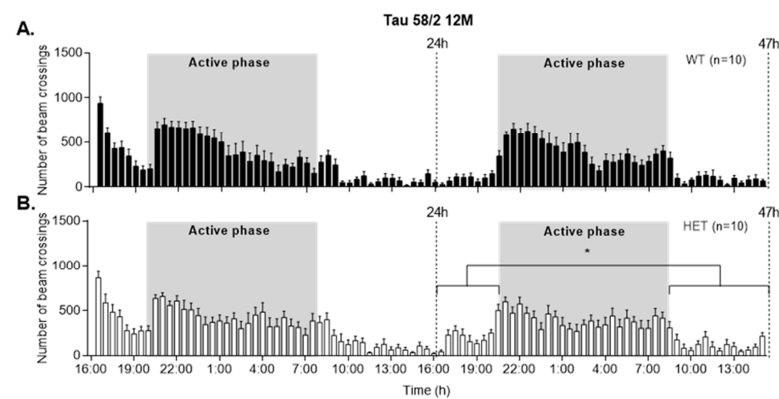 Tau 58/2 12M
A.
24h
47h
1500
1000
500
0
Number of beam crossings
Active phase
Active phase
WT (n=10)
B.
24h
47h
1500
1000
500
0
Number of beam crossings
Active phase
Active phase
*
HET (n=10)
16:00 19:00 22:00 1:00 4:00 7:00 10:00 13:00 16:00 19:00 22:00 1:00 4:00 7:00 10:00 13:00
Time (h)